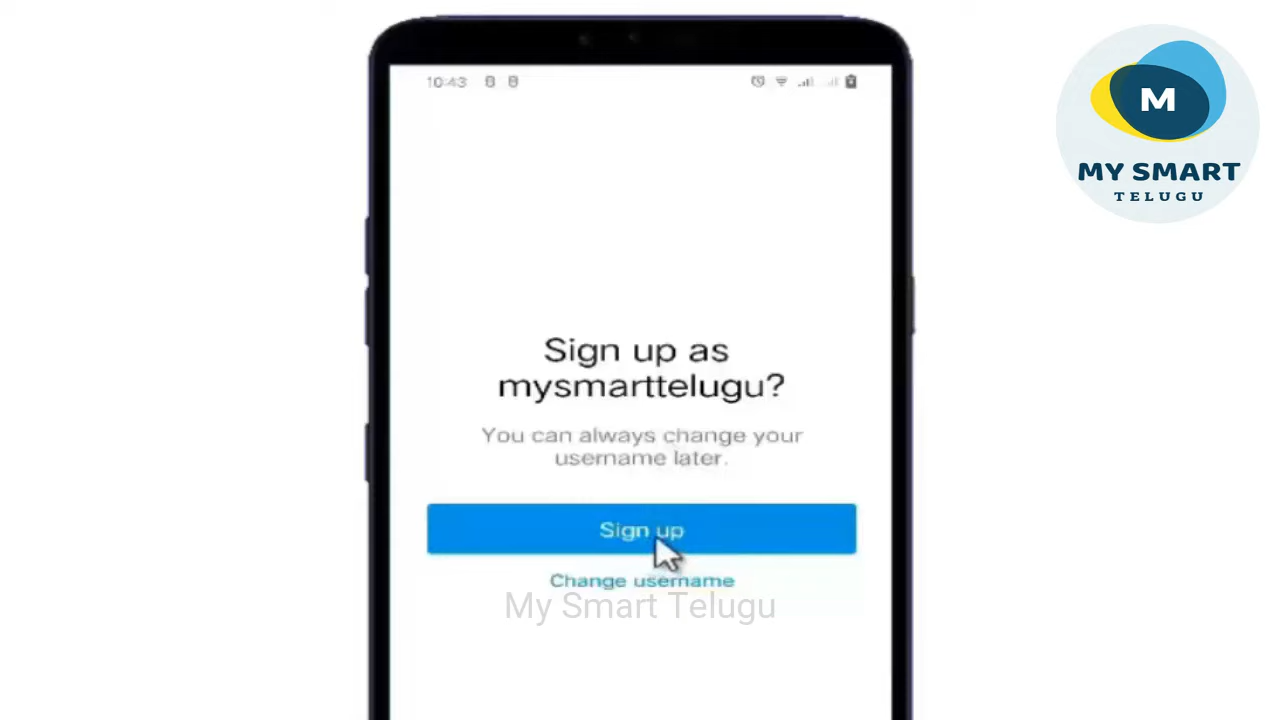 10:43
M
MY SMART
TELUGU
Sign up as
mysmarttelugu?
You can always change your
username later.
Sign up
Change username
My Smart Telugu